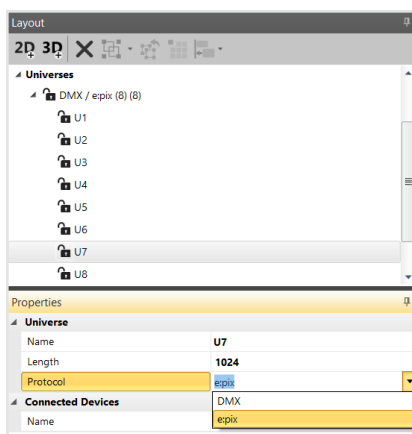 Layout
2D 3D
Universes
DMX / e:pix (8) (8)
U1
U2
U3
U4
U5
U6
U7
U8
Properties
Universe
Name U7
Length 1024
Protocol e:pix
DMX
Connected Devices
e:pix
Name